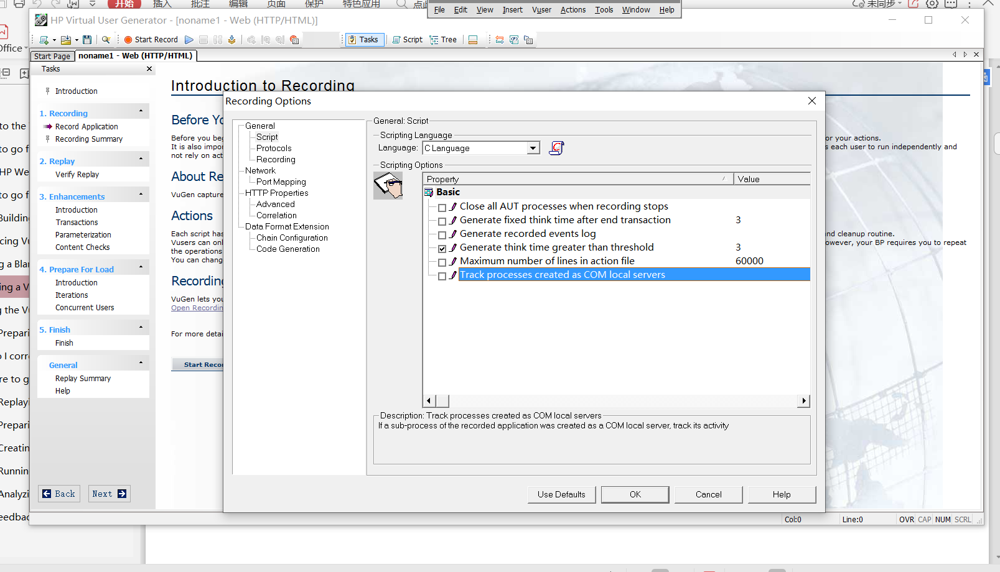 开始 插入 批注 编辑 页面 保护 特色应用
未同步
File Edit View Insert Vuser Actions Tools Window Help
HP Virtual User Generator - [noname1 - Web (HTTP/HTML)]
Start Record Tasks Script Tree
Start Page noname1 - Web (HTTP/HTML)
Tasks
Introduction
1. Recording
Record Application
Recording Summary
2. Replay
Verify Replay
3. Enhancements
Introduction
Transactions
Parameterization
Content Checks
4. Prepare For Load
Introduction
Iterations
Concurrent Users
5. Finish
Finish
General
Replay Summary
Help
Back Next
Introduction to Recording
Before Yo
Before you beg
It is also impor
not rely on act
or your actions.
s each user to run independently and
About Re
VuGen capture
Actions
Each script has
Vusers can onl
the operations
You can chang
nd cleanup routine.
owever, your BP requires you to repeat
Recording
VuGen lets you
Open Recordin
For more detai
Start Recor
Recording Options
General
Script
Protocols
Recording
Network
Port Mapping
HTTP Properties
Advanced
Correlation
Data Format Extension
Chain Configuration
Code Generation
General: Script
Scripting Language
Language: C Language
Scripting Options
Property Value
Basic
Close all AUT processes when recording stops
Generate fixed think time after end transaction 3
Generate recorded events log
Generate think time greater than threshold 3
Maximum number of lines in action file 60000
Track processes created as COM local servers
Description: Track processes created as COM local servers
If a sub-process of the recorded application was created as a COM local server, track its activity
Use Defaults OK Cancel Help
Col:0 Line:0 OVR CAP NUM SCRL
Office
to the
to go f
HP We
to go f
Buildin
cing Vu
g a Bla
ing a V
g the Vu
Prepari
o I corr
re to g
Replayi
Prepari
Creatin
Runnin
Analyzi
eedbac